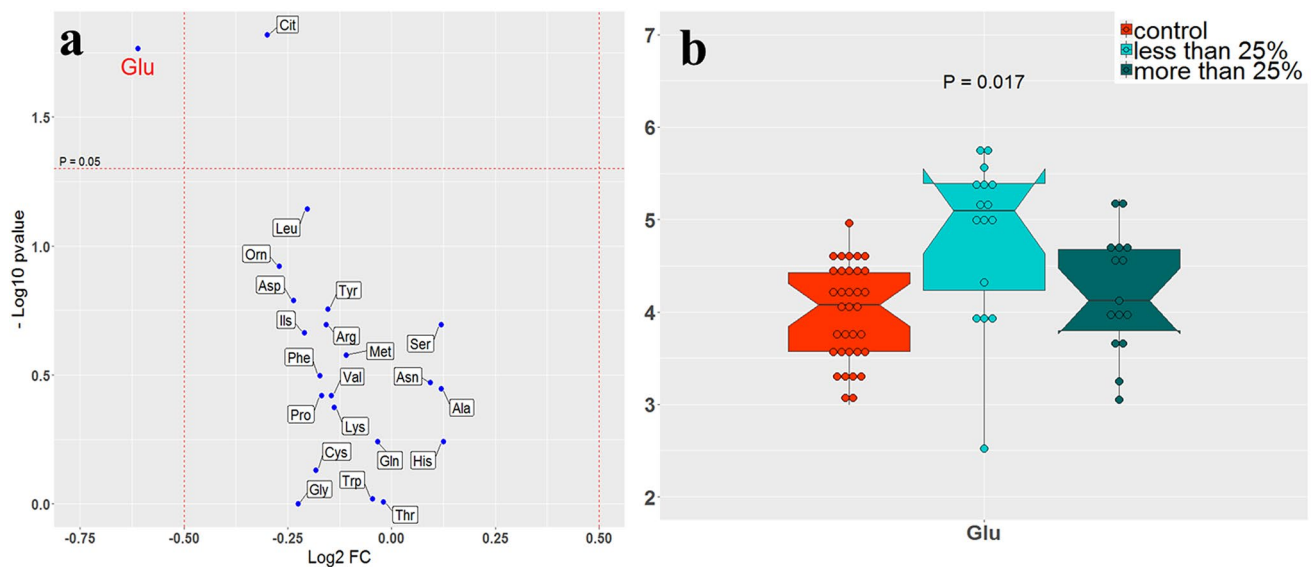 a
Cit
Glu
1.5
P = 0.05
Leu
1.0
Orn
Asp
Tyr
Ils
Arg
Ser
Met
Phe
0.5
Val
Asn
Pro
Ala
Lys
Cys
Gln
His
Trp
Gly
0.0
Thr
- Log10 pvalue
-0.75
-0.50
-0.25
0.00
0.25
0.50
Log2 FC
b
control
less than 25%
more than 25%
P = 0.017
7
6
5
4
3
2
Glu